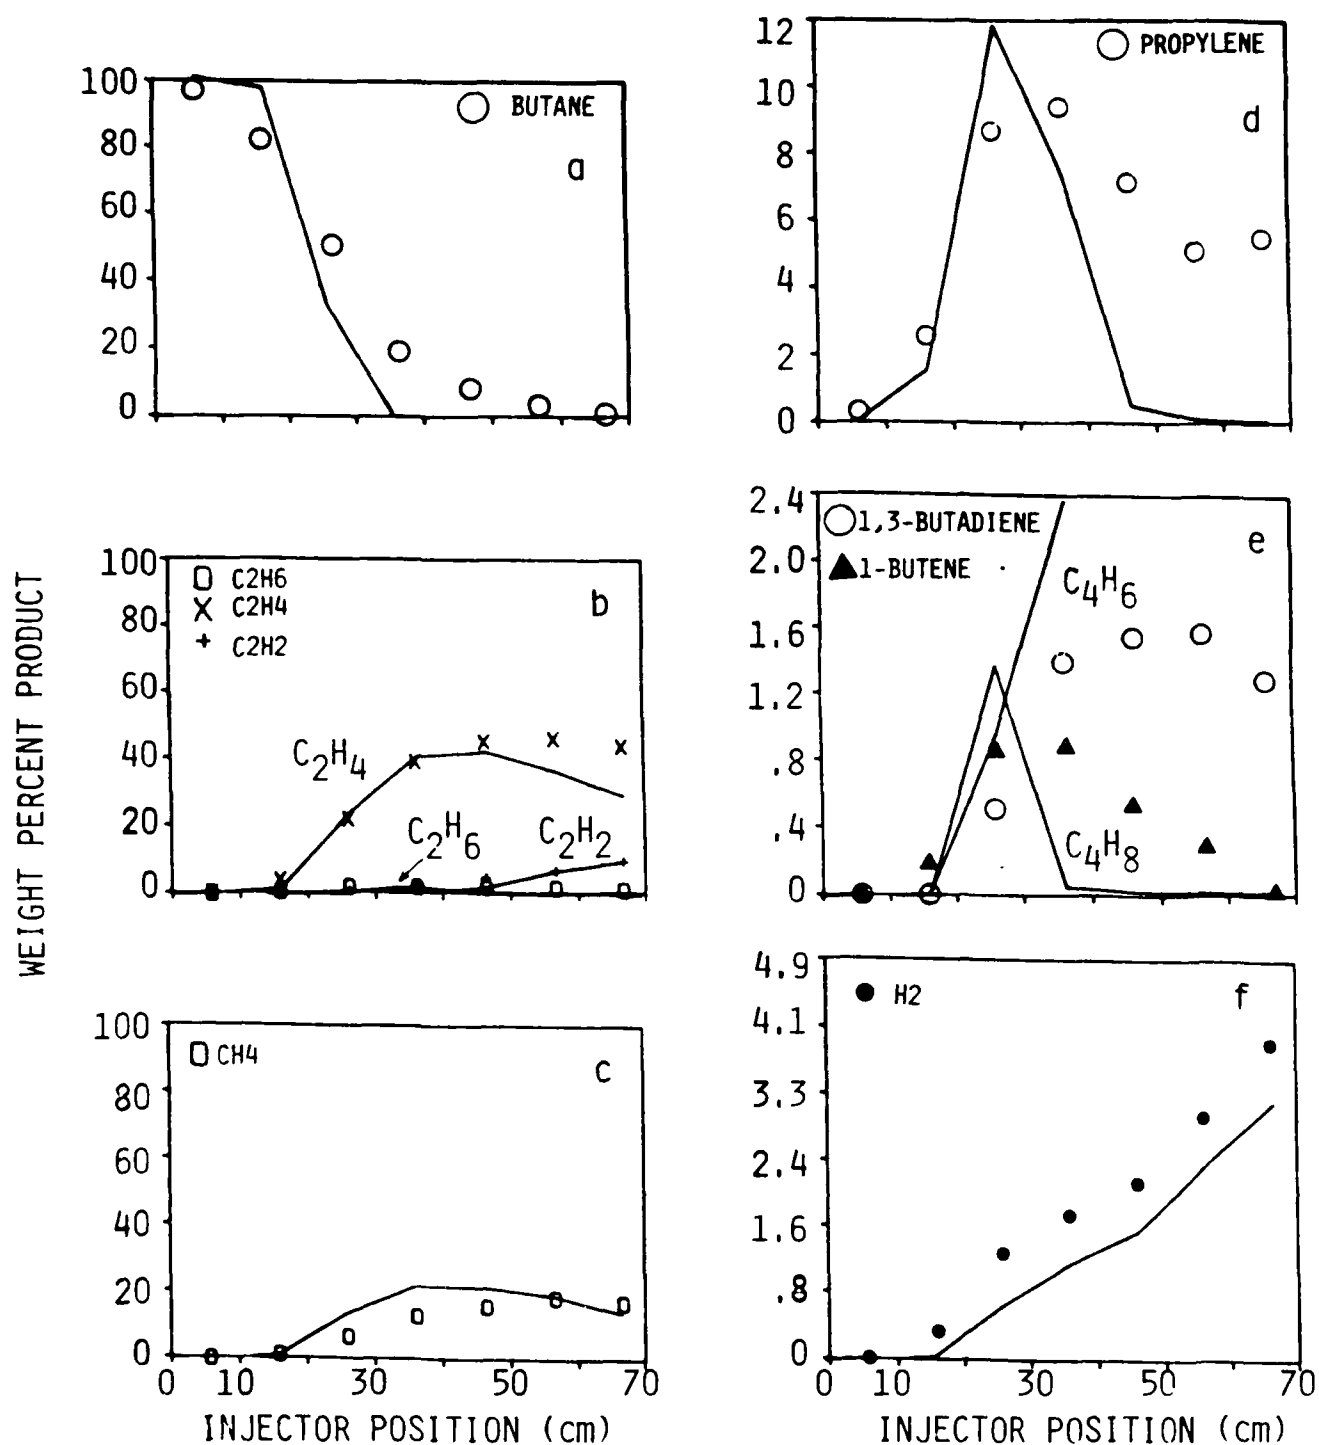 WEIGHT PERCENT PRODUCT
100
80
60
40
20
0
BUTANE
a
100
80
60
40
20
0
C2H6
C2H4
C2H2
b
C2H4
C2H6
C2H2
100
80
60
40
20
0
CH4
c
0 10 30 50 70
INJECTOR POSITION (cm)
12
10
8
6
4
2
0
PROPYLENE
d
2.4
2.0
1.6
1.2
.8
.4
0
1,3-BUTADIENE
1-BUTENE
e
C4H6
C4H8
4.9
4.1
3.3
2.4
1.6
.8
0
H2
f
0 10 30 50 70
INJECTOR POSITION (cm)